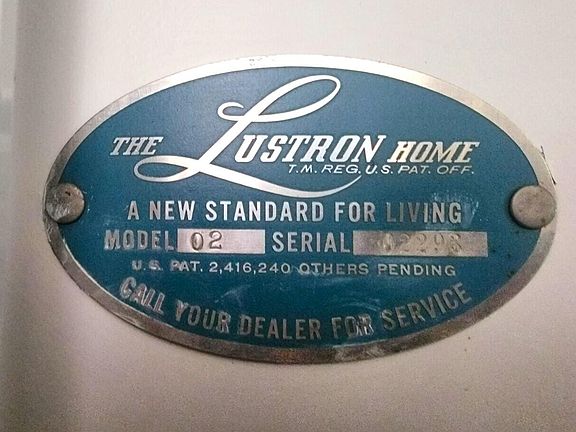 THE LUSTRON HOME
T.M. REG. U.S. PAT. OFF.
A NEW STANDARD FOR LIVING
MODEL 02 SERIAL 02298
U.S. PAT. 2,416,240 OTHERS PENDING
CALL YOUR DEALER FOR SERVICE